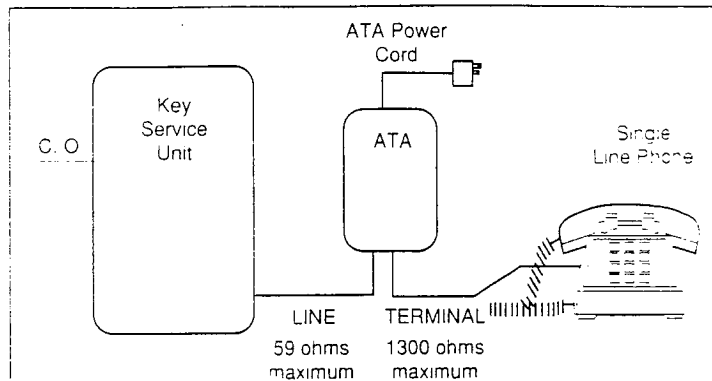 ATA Power
Cord
Key
Service
Unit
C. O
ATA
Single
Line Phone
LINE
59 ohms
maximum
TERMINAL
1300 ohms
maximum